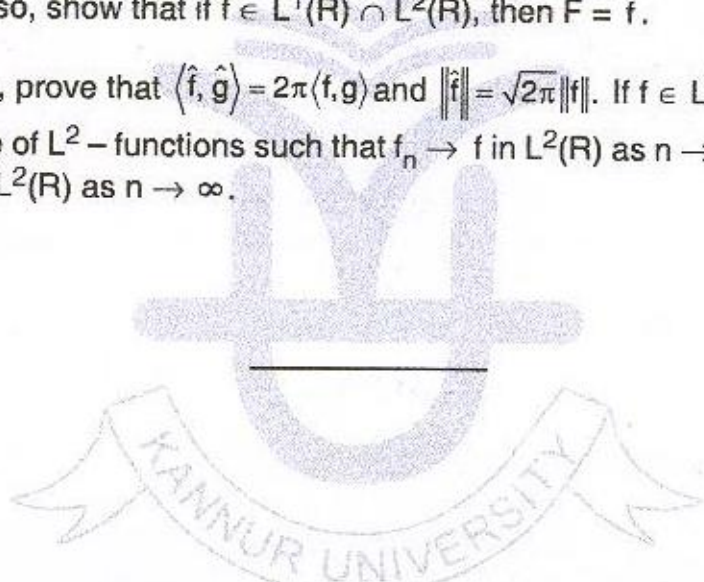 so, show that if f ∈ L¹(R) ∩ L²(R), then F = f.
, prove that ⟨f̂, ĝ⟩ = 2π⟨f,g⟩ and ‖f̂‖ = √2π‖f‖. If f ∈ L
e of L² – functions such that fₙ → f in L²(R) as n →
L²(R) as n → ∞.
KANNUR UNIVERSITY